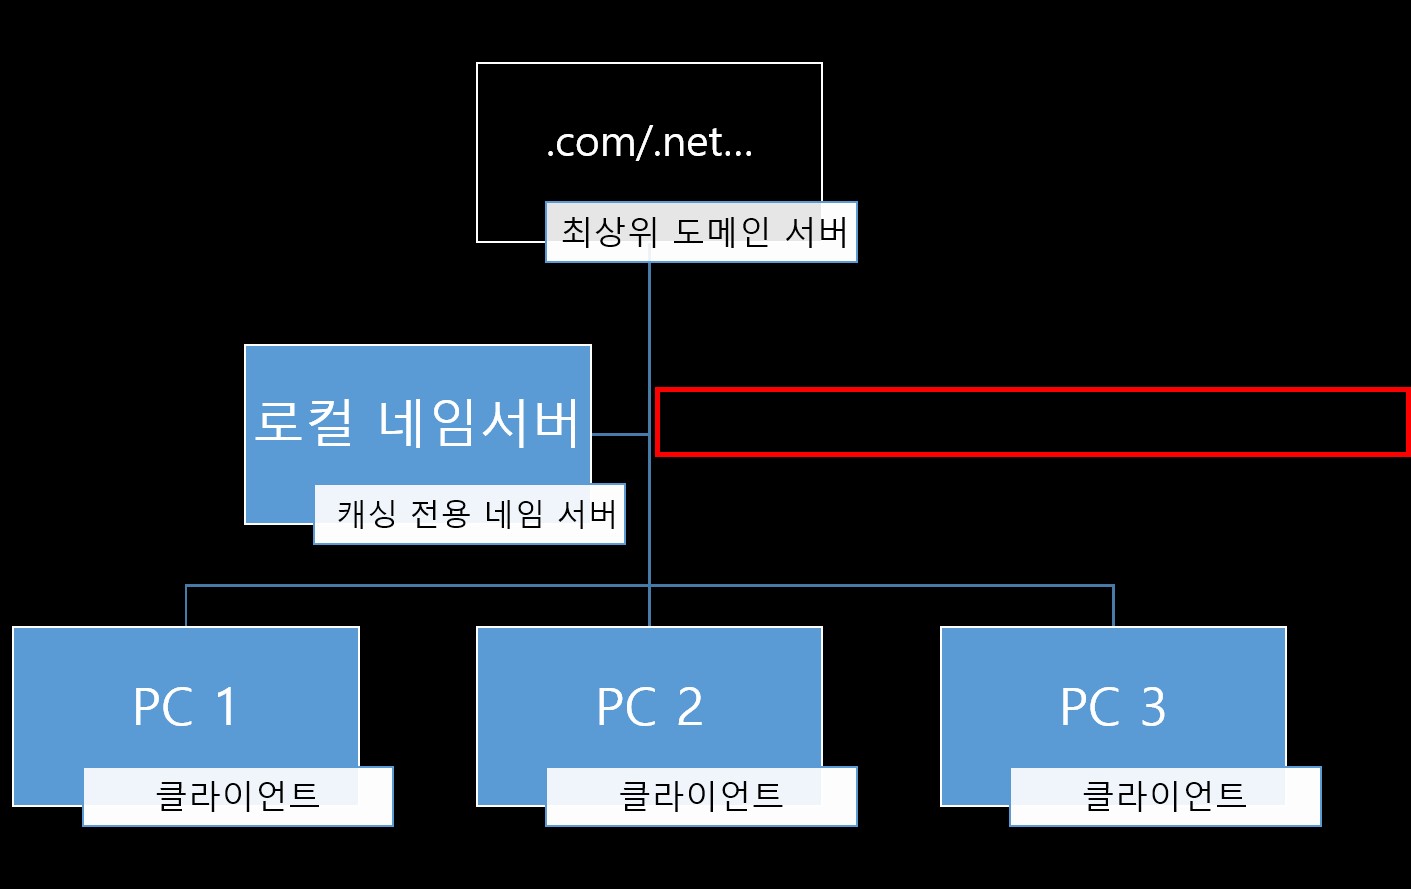 .com/.net...
최상위 도메인 서버
로컬 네임서버
캐싱 전용 네임 서버
PC 1
PC 2
PC 3
클라이언트
클라이언트
클라이언트